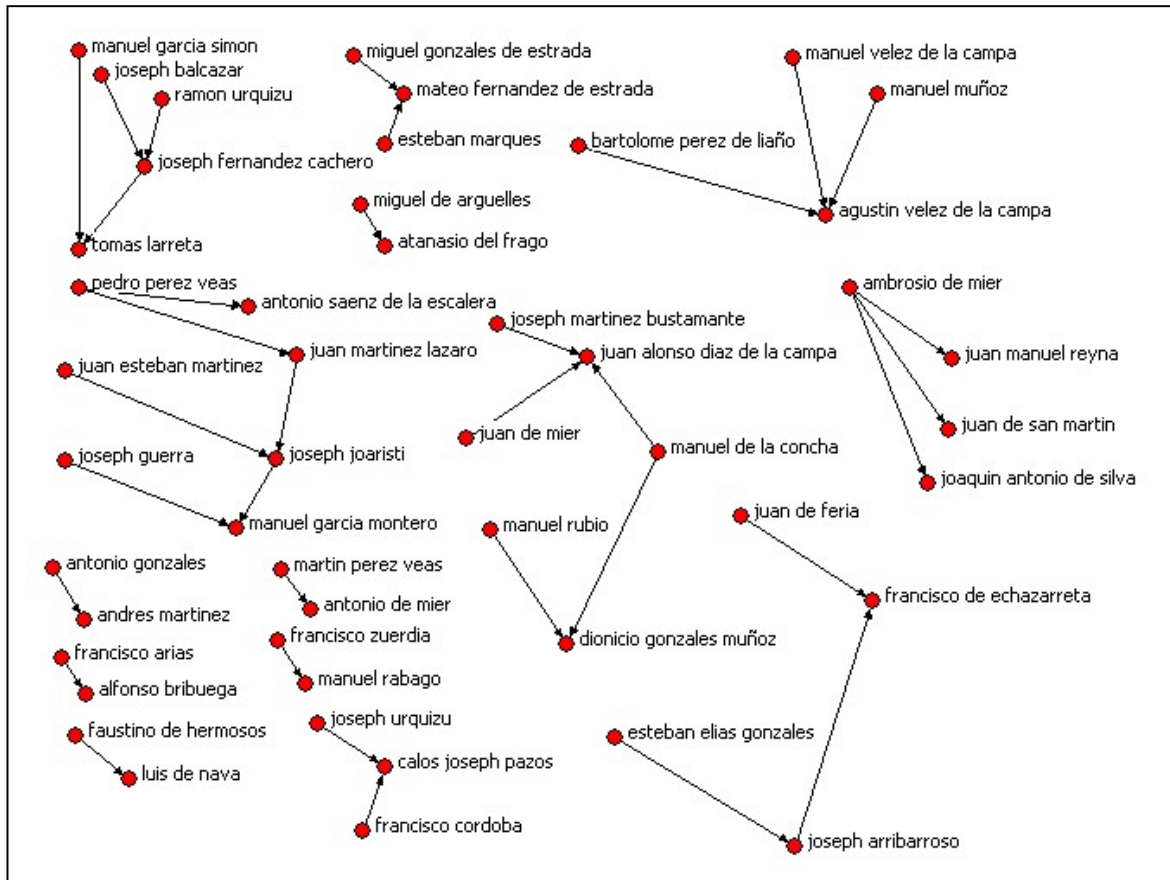 manuel garcia simon
joseph balcazar
ramon urquizu
joseph fernandez cachero
tomas larreta
miguel gonzales de estrada
mateo fernandez de estrada
esteban marques
miguel de arguelles
atanasio del frago
manuel velez de la campa
manuel muñoz
bartolome perez de liaño
agustin velez de la campa
pedro perez veas
antonio saenz de la escalera
juan martinez lazaro
juan esteban martinez
joseph guerra
joseph joaristi
manuel garcia montero
joseph martinez bustamante
juan alonso diaz de la campa
juan de mier
manuel de la concha
manuel rubio
dionicio gonzales muñoz
ambrosio de mier
juan manuel reyna
juan de san martin
joaquin antonio de silva
juan de feria
francisco de echazarreta
esteban elias gonzales
joseph arribarroso
antonio gonzales
andres martinez
francisco arias
alfonso bribuega
faustino de hermosos
luis de nava
martin perez veas
antonio de mier
francisco zuerdia
manuel rabago
joseph urquizu
calos joseph pazos
francisco cordoba